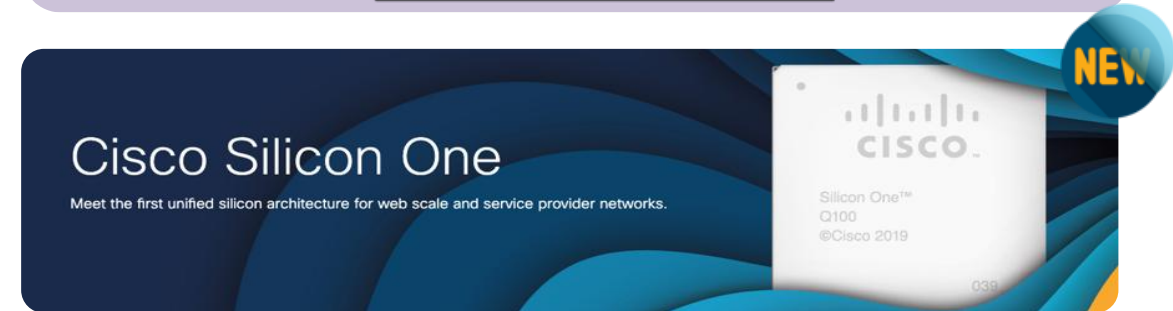 NEW
Cisco Silicon One
Meet the first unified silicon architecture for web scale and service provider networks.
CISCO™
Silicon One™
Q100
©Cisco 2019
039